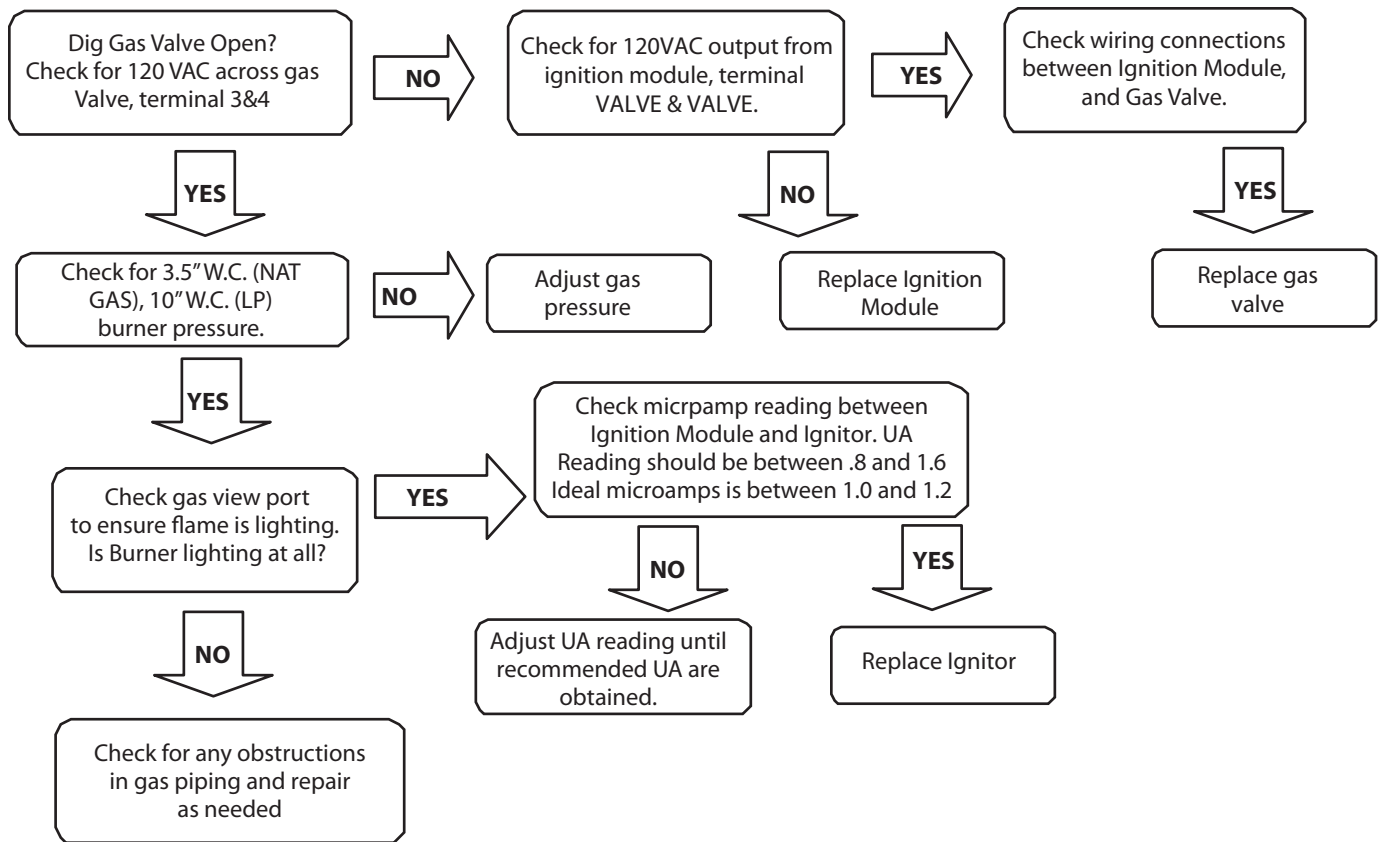 Dig Gas Valve Open?
Check for 120 VAC across gas
Valve, terminal 3&4
NO
Check for 120VAC output from
ignition module, terminal
VALVE & VALVE.
YES
Check wiring connections
between Ignition Module,
and Gas Valve.
YES
NO
YES
Check for 3.5” W.C. (NAT
GAS), 10” W.C. (LP)
burner pressure.
NO
Adjust gas
pressure
Replace Ignition
Module
Replace gas
valve
YES
Check gas view port
to ensure flame is lighting.
Is Burner lighting at all?
YES
Check micrpamp reading between
Ignition Module and Ignitor. UA
Reading should be between .8 and 1.6
Ideal microamps is between 1.0 and 1.2
NO
YES
Adjust UA reading until
recommended UA are
obtained.
Replace Ignitor
NO
Check for any obstructions
in gas piping and repair
as needed